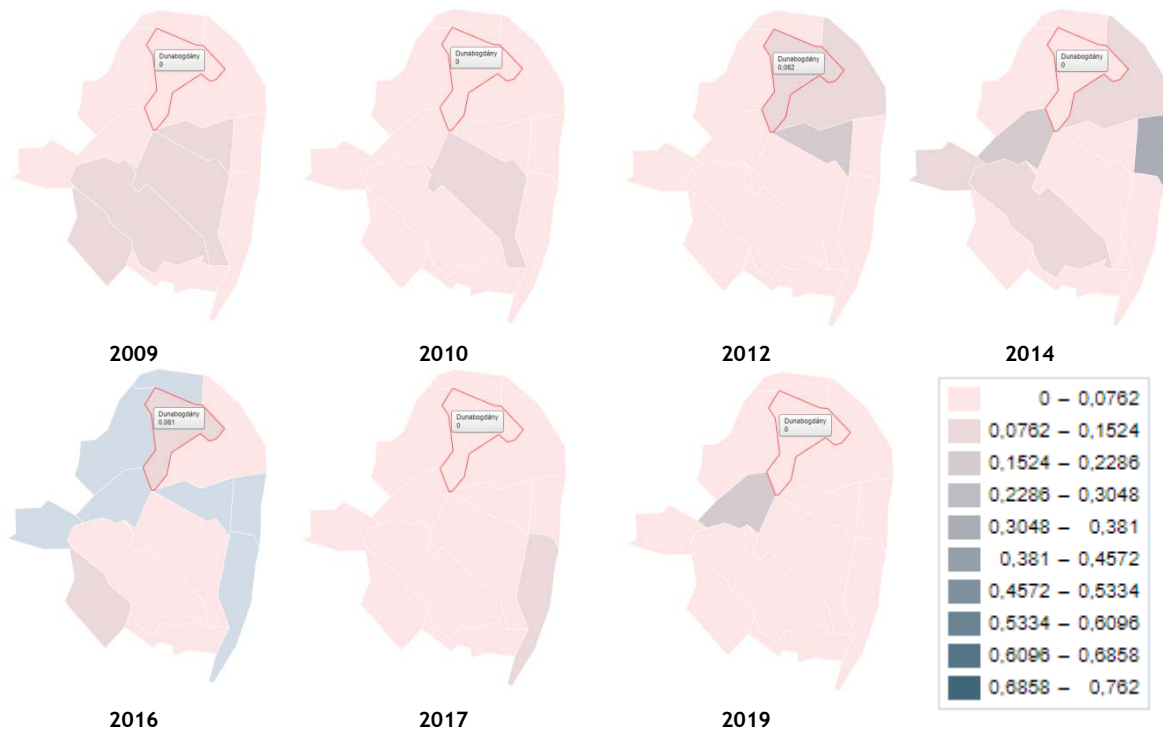 Dunabogdány
0
Dunabogdány
0
Dunabogdány
0,082
Dunabogdány
0
2009
2010
2012
2014
Dunabogdány
0,081
Dunabogdány
0
Dunabogdány
0
0 – 0,0762
0,0762 – 0,1524
0,1524 – 0,2286
0,2286 – 0,3048
0,3048 – 0,381
0,381 – 0,4572
0,4572 – 0,5334
0,5334 – 0,6096
0,6096 – 0,6858
0,6858 – 0,762
2016
2017
2019